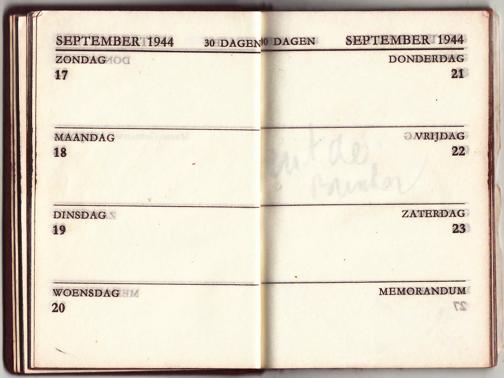 SEPTEMBER 1944 30 DAGEN
ZONDAG
17
MAANDAG
18
DINSDAG
19
WOENSDAG
20
30 DAGEN SEPTEMBER 1944
DONDERDAG
21
VRIJDAG
22
ZATERDAG
23
MEMORANDUM